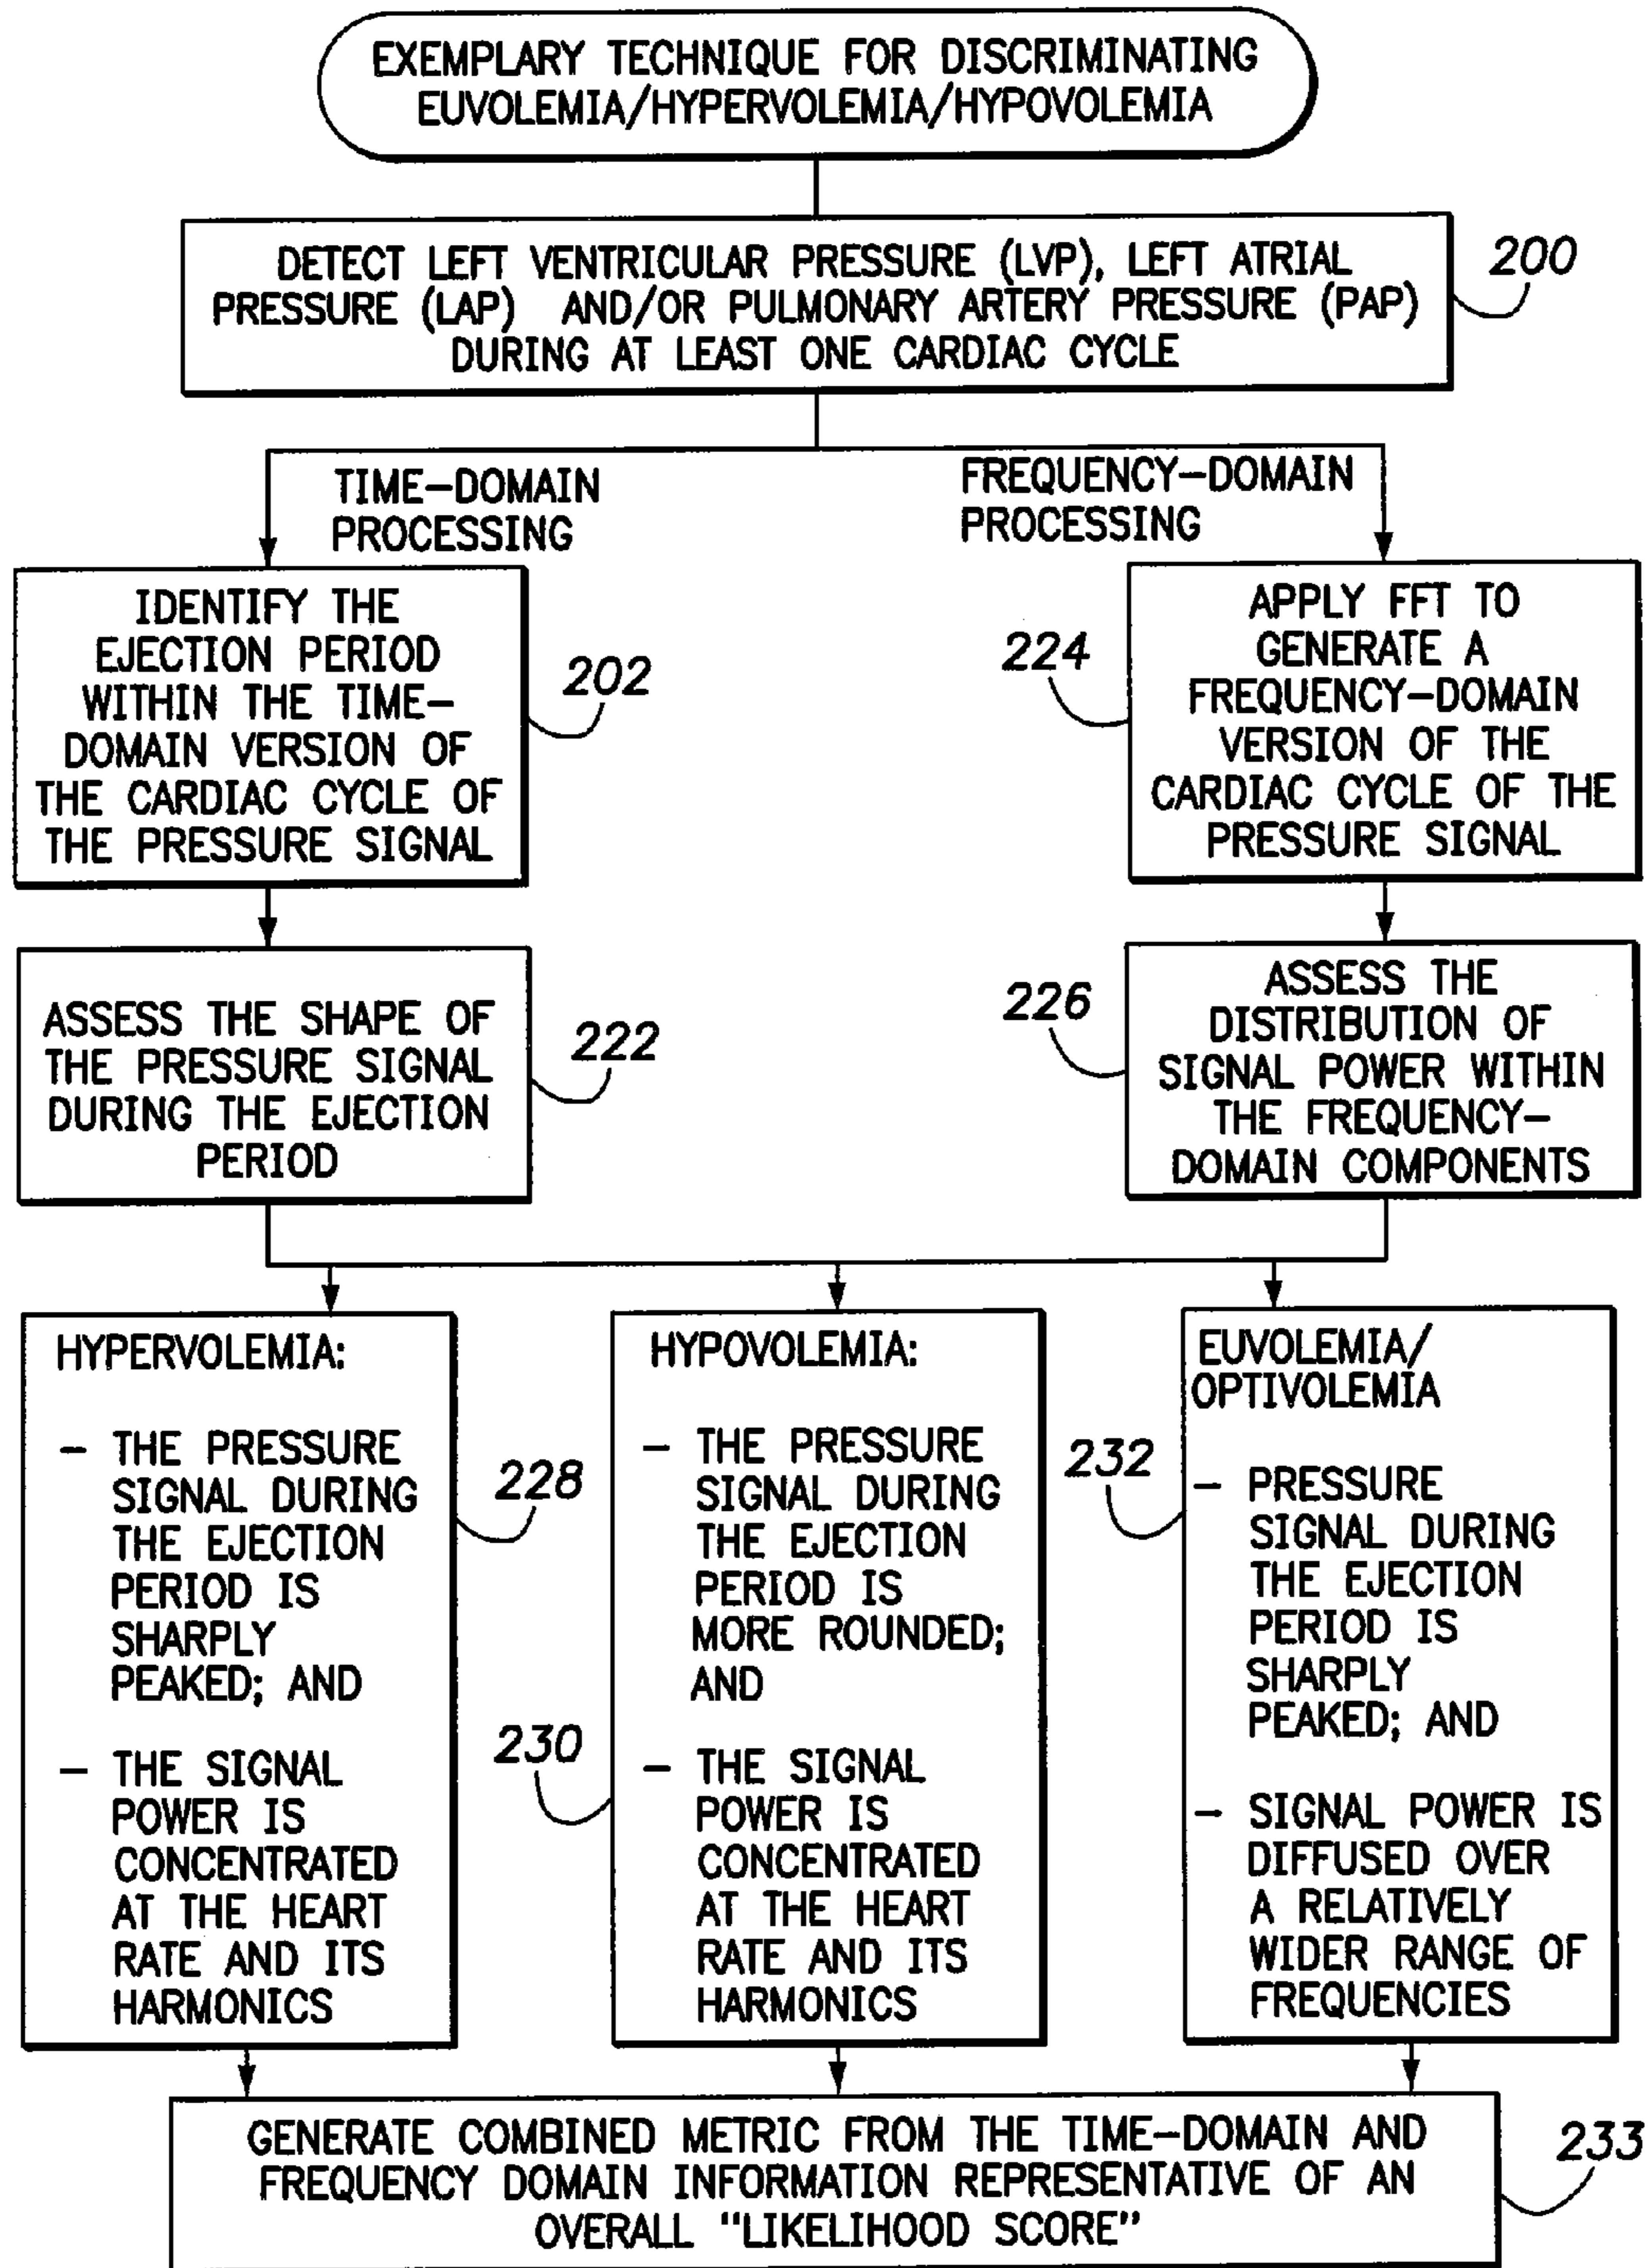 EXEMPLARY TECHNIQUE FOR DISCRIMINATING
EUVOLEMIA/HYPERVOLEMIA/HYPOVOLEMIA
DETECT LEFT VENTRICULAR PRESSURE (LVP), LEFT ATRIAL
PRESSURE (LAP) AND/OR PULMONARY ARTERY PRESSURE (PAP)
DURING AT LEAST ONE CARDIAC CYCLE
200
TIME-DOMAIN
PROCESSING
FREQUENCY-DOMAIN
PROCESSING
IDENTIFY THE
EJECTION PERIOD
WITHIN THE TIME-
DOMAIN VERSION OF
THE CARDIAC CYCLE OF
THE PRESSURE SIGNAL
202
224
APPLY FFT TO
GENERATE A
FREQUENCY-DOMAIN
VERSION OF THE
CARDIAC CYCLE OF THE
PRESSURE SIGNAL
ASSESS THE SHAPE OF
THE PRESSURE SIGNAL
DURING THE EJECTION
PERIOD
222
226
ASSESS THE
DISTRIBUTION OF
SIGNAL POWER WITHIN
THE FREQUENCY-
DOMAIN COMPONENTS
HYPERVOLEMIA:
- THE PRESSURE
SIGNAL DURING
THE EJECTION
PERIOD IS
SHARPLY
PEAKED; AND
- THE SIGNAL
POWER IS
CONCENTRATED
AT THE HEART
RATE AND ITS
HARMONICS
228
230
HYPOVOLEMIA:
- THE PRESSURE
SIGNAL DURING
THE EJECTION
PERIOD IS
MORE ROUNDED;
AND
- THE SIGNAL
POWER IS
CONCENTRATED
AT THE HEART
RATE AND ITS
HARMONICS
232
EUVOLEMIA/
OPTIVOLEMIA
- PRESSURE
SIGNAL DURING
THE EJECTION
PERIOD IS
SHARPLY
PEAKED; AND
- SIGNAL POWER IS
DIFFUSED OVER
A RELATIVELY
WIDER RANGE OF
FREQUENCIES
GENERATE COMBINED METRIC FROM THE TIME-DOMAIN AND
FREQUENCY DOMAIN INFORMATION REPRESENTATIVE OF AN
OVERALL "LIKELIHOOD SCORE"
233